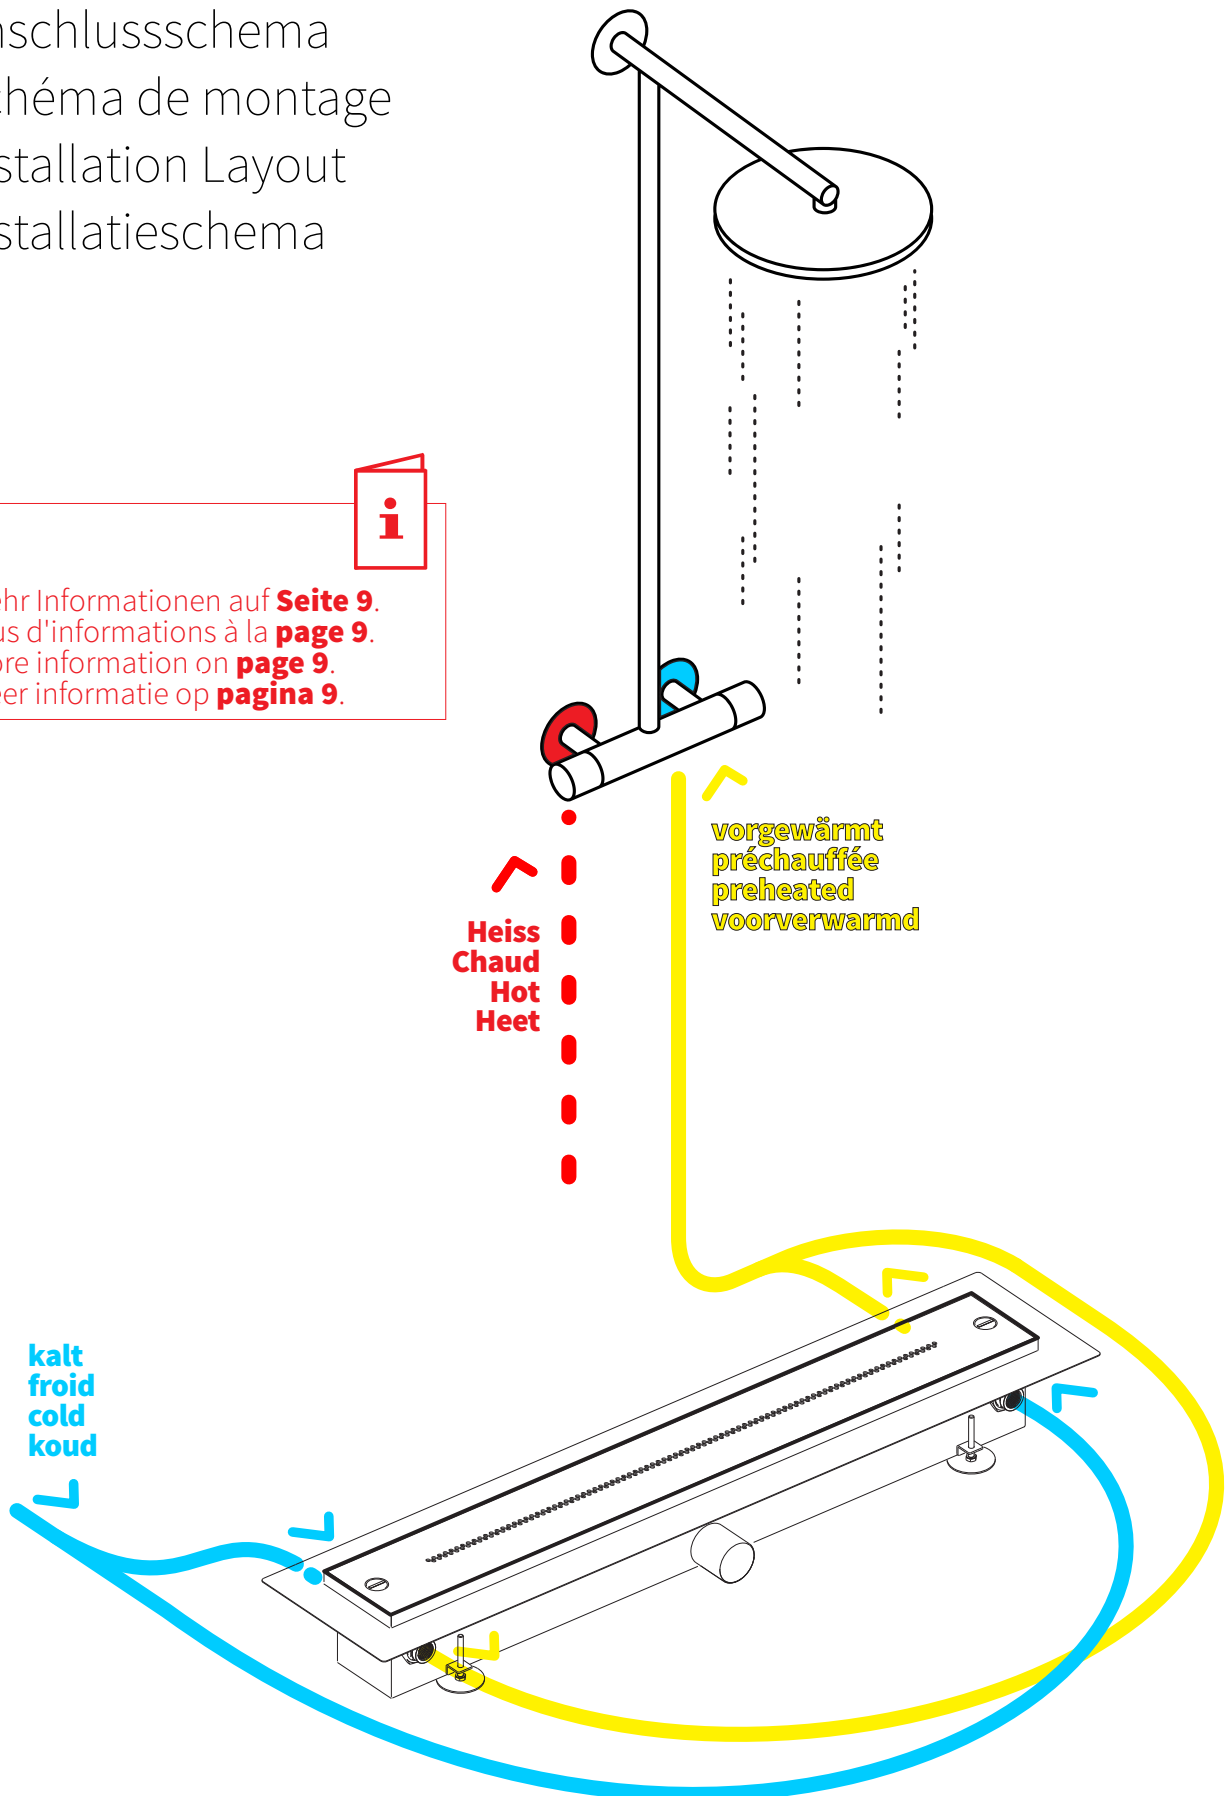 nschlussschema
chéma de montage
stallation Layout
stallatieschema
i
ehr Informationen auf Seite 9.
us d'informations à la page 9.
ore information on page 9.
eer informatie op pagina 9.
vorgewärmt
préchauffée
preheated
voorverwarmd
Heiss
Chaud
Hot
Heet
kalt
froid
cold
koud